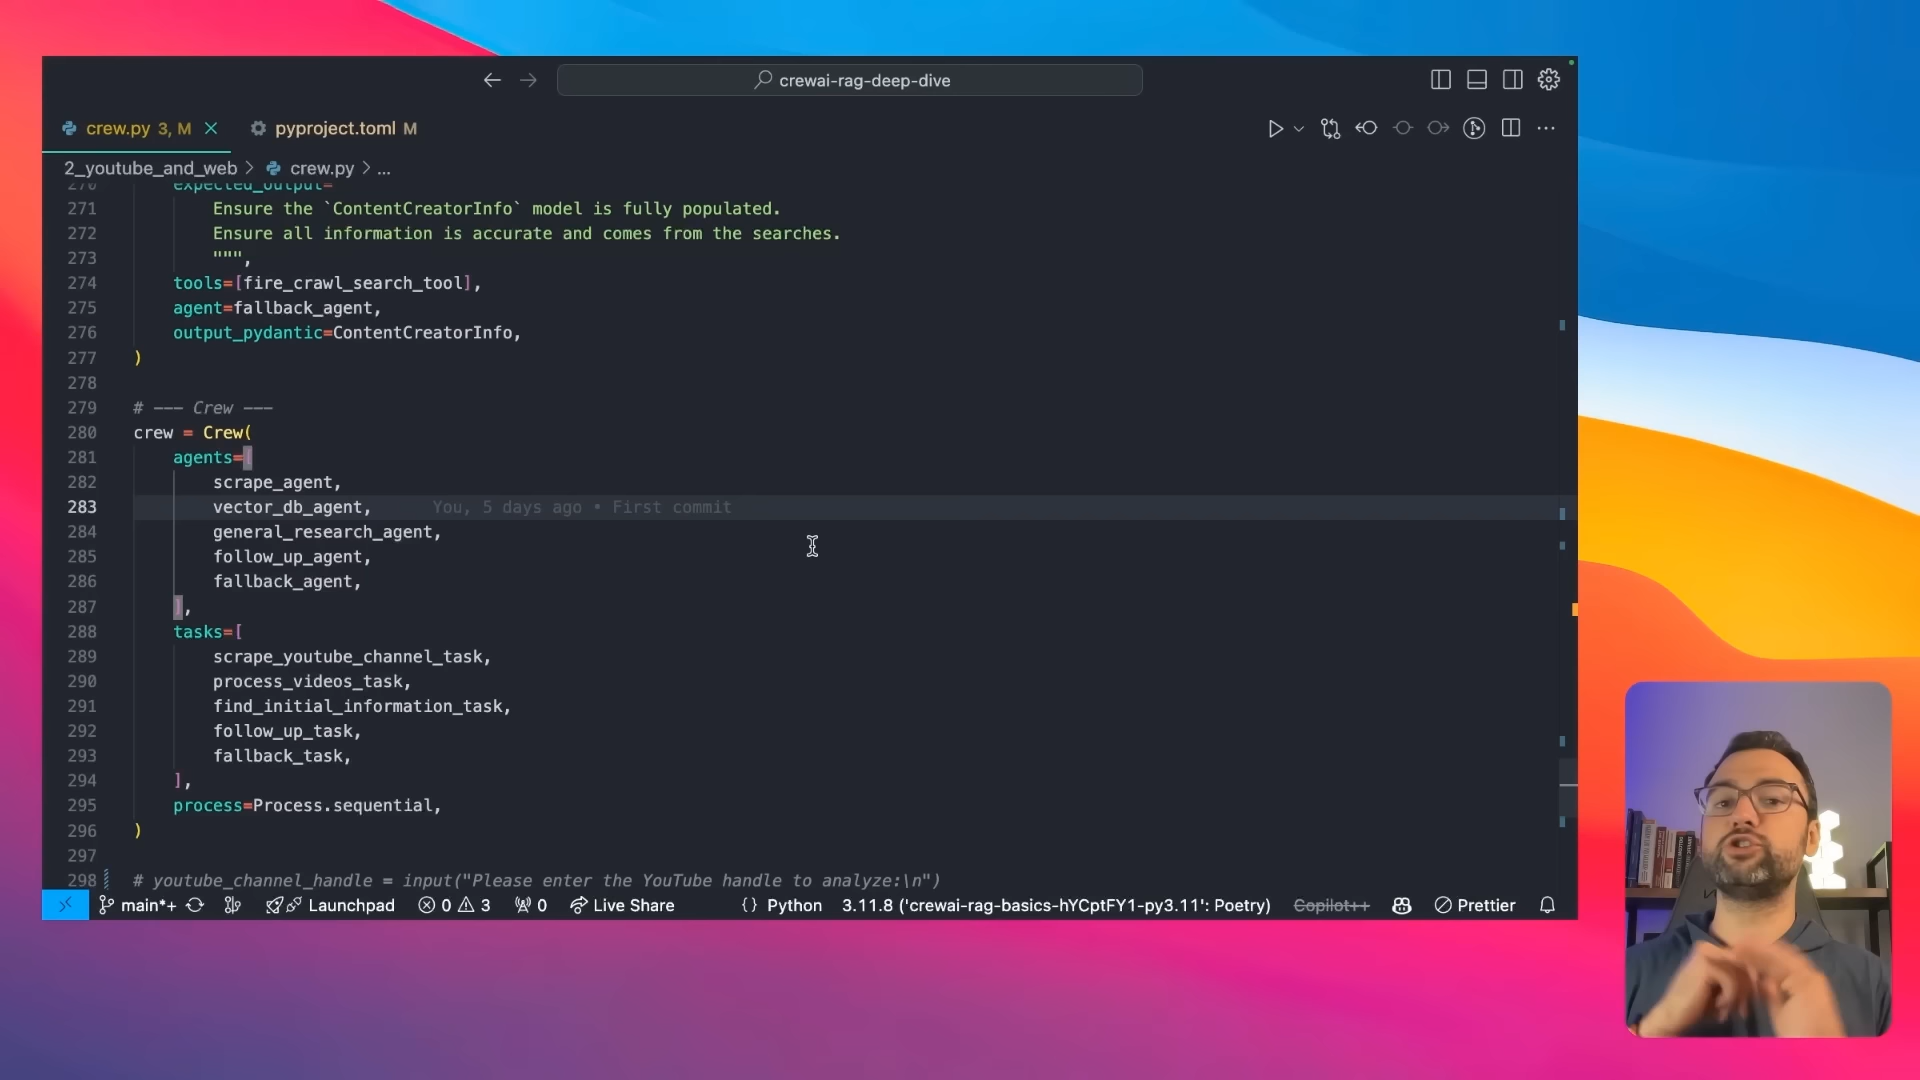 crewai-rag-deep-dive
crew.py 3, M
pyproject.toml M
2_youtube_and_web > crew.py > ...
270 expected_output=
271 Ensure the `ContentCreatorInfo` model is fully populated.
272 Ensure all information is accurate and comes from the searches.
273 """,
274 tools=[fire_crawl_search_tool],
275 agent=fallback_agent,
276 output_pydantic=ContentCreatorInfo,
277 )
278
279 # --- Crew ---
280 crew = Crew(
281 agents=[
282 scrape_agent,
283 vector_db_agent, You, 5 days ago • First commit
284 general_research_agent,
285 follow_up_agent,
286 fallback_agent,
287 ],
288 tasks=[
289 scrape_youtube_channel_task,
290 process_videos_task,
291 find_initial_information_task,
292 follow_up_task,
293 fallback_task,
294 ],
295 process=Process.sequential,
296 )
297
298 # youtube_channel_handle = input("Please enter the YouTube handle to analyze:\n")
main*+ Launchpad 0 3 0 Live Share {} Python 3.11.8 ('crewai-rag-basics-hYCptFY1-py3.11': Poetry) Copilot++ Prettier